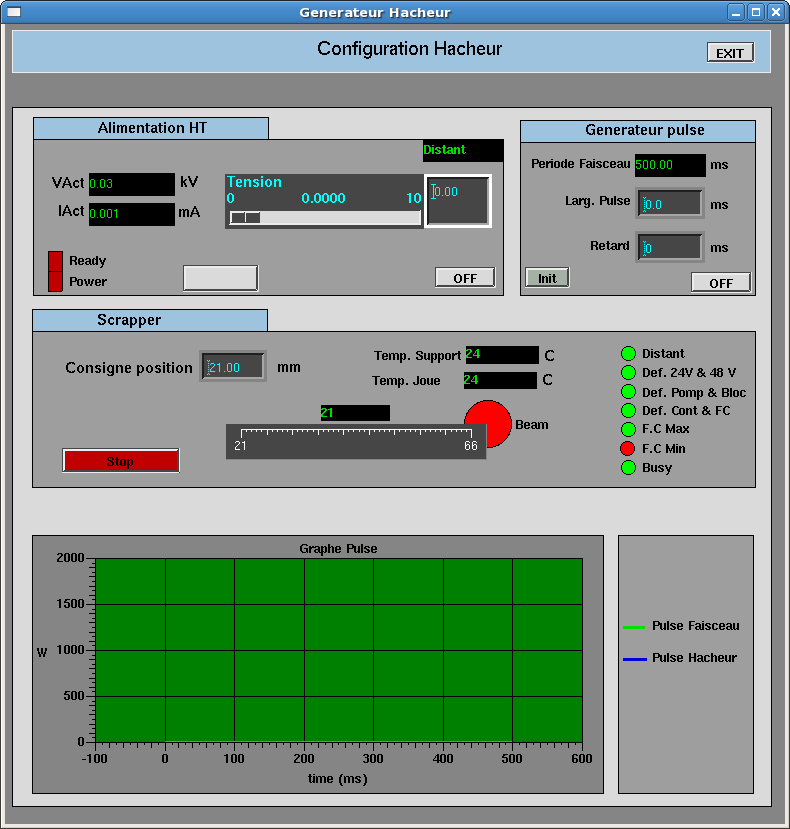 Generateur Hacheur
Configuration Hacheur
EXIT
Alimentation HT
Distant
VAct 0.03 kV
IAct 0.001 mA
Tension
0 0.0000 10
0.00
Ready
Power
OFF
Generateur pulse
Periode Faisceau 500.00 ms
Larg. Pulse 0.0 ms
Retard 0 ms
Init
OFF
Scrapper
Consigne position 21.00 mm
Temp. Support 24 C
Temp. Joue 24 C
21
Beam
21 66
Stop
Distant
Def. 24V & 48 V
Def. Pomp & Bloc
Def. Cont & FC
F.C Max
F.C Min
Busy
Graphe Pulse
2000
1500
W 1000
500
0
-100 0 100 200 300 400 500 600
time (ms)
Pulse Faisceau
Pulse Hacheur